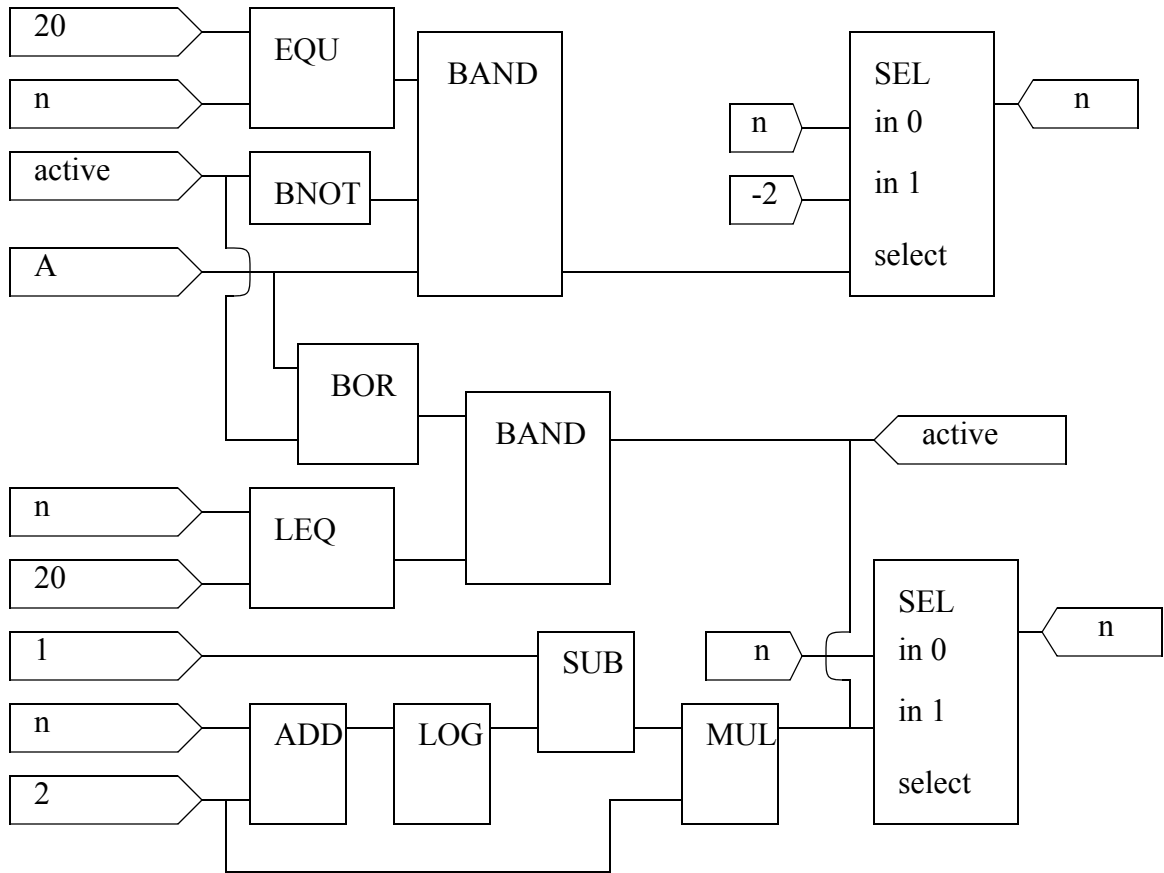 20
EQU
BAND
SEL
n
n
n
in 0
active
BNOT
-2
in 1
A
select
BOR
BAND
active
n
LEQ
20
SEL
1
n
n
SUB
in 0
n
ADD
LOG
MUL
in 1
2
select